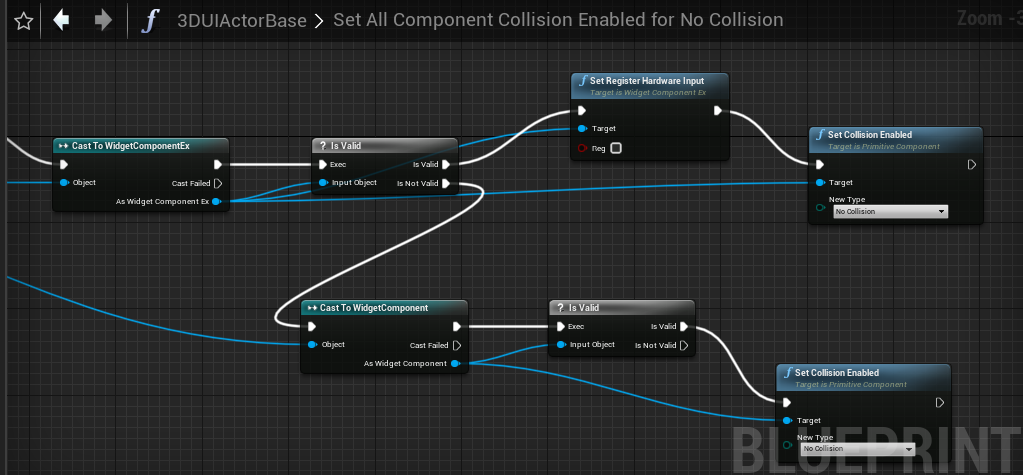 3DUIActorBase > Set All Component Collision Enabled for No Collision
Zoom -3
Set Register Hardware Input
Target is Widget Component Ex
Target
Reg
Cast To WidgetComponentEx
Object
Cast Failed
As Widget Component Ex
Is Valid
Exec
Is Valid
Input Object
Is Not Valid
Set Collision Enabled
Target is Primitive Component
Target
New Type
No Collision
Cast To WidgetComponent
Object
Cast Failed
As Widget Component
Is Valid
Exec
Is Valid
Input Object
Is Not Valid
Set Collision Enabled
Target is Primitive Component
Target
New Type
No Collision
BLUEPRINT